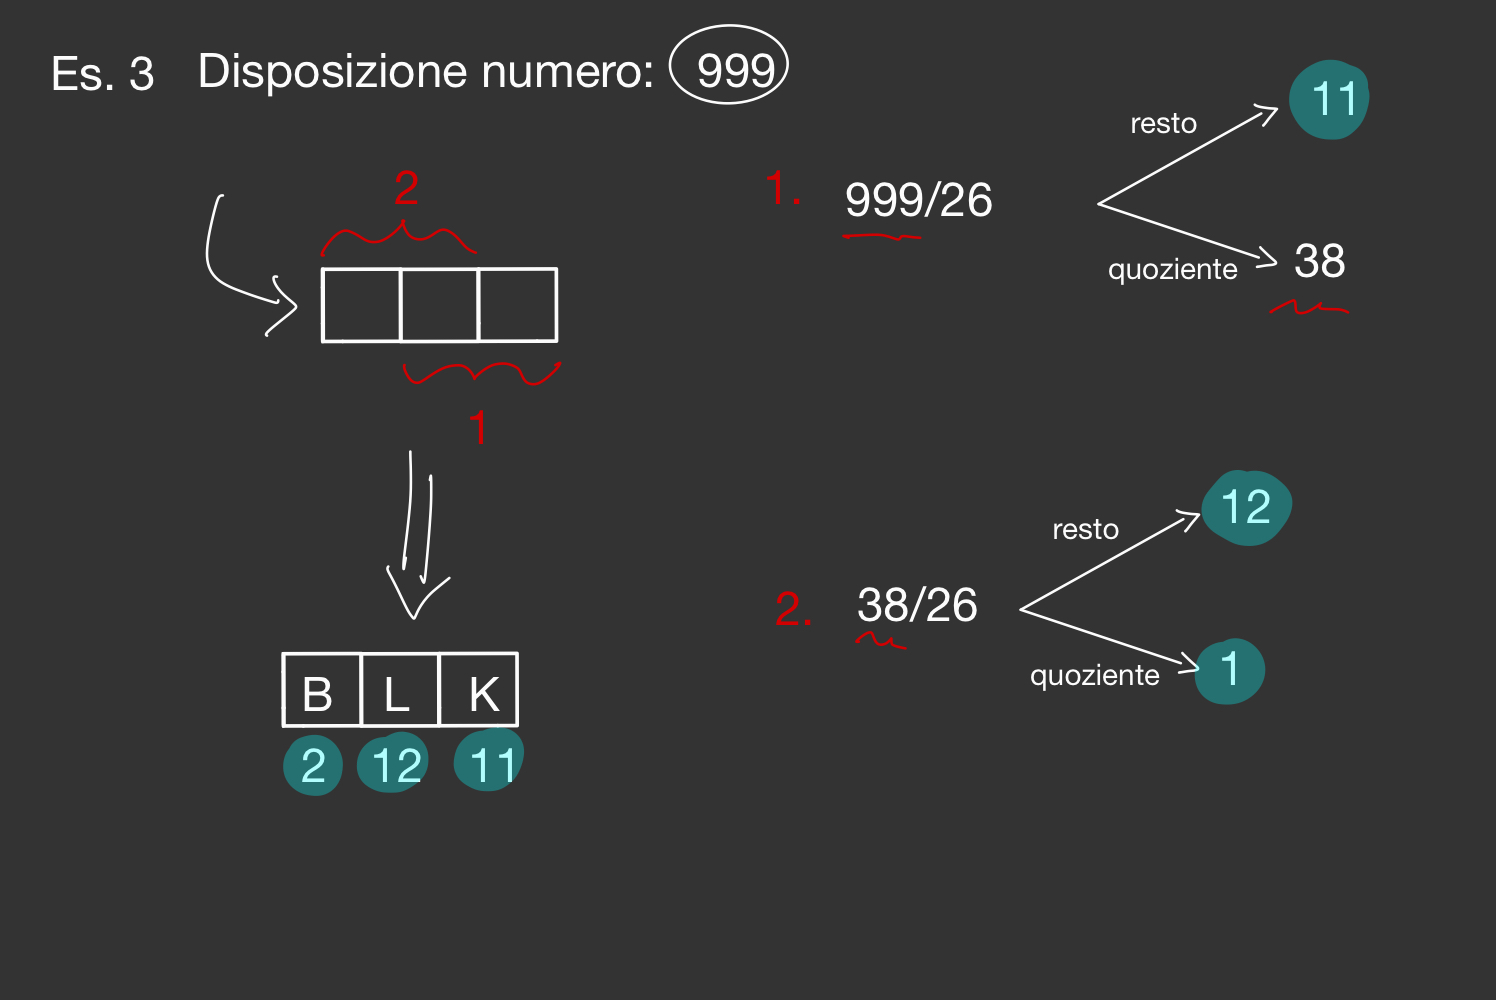 Es. 3 Disposizione numero: 999
2
1
B L K
2 12 11
1. 999/26
resto 11
quoziente 38
2. 38/26
resto 12
quoziente 1